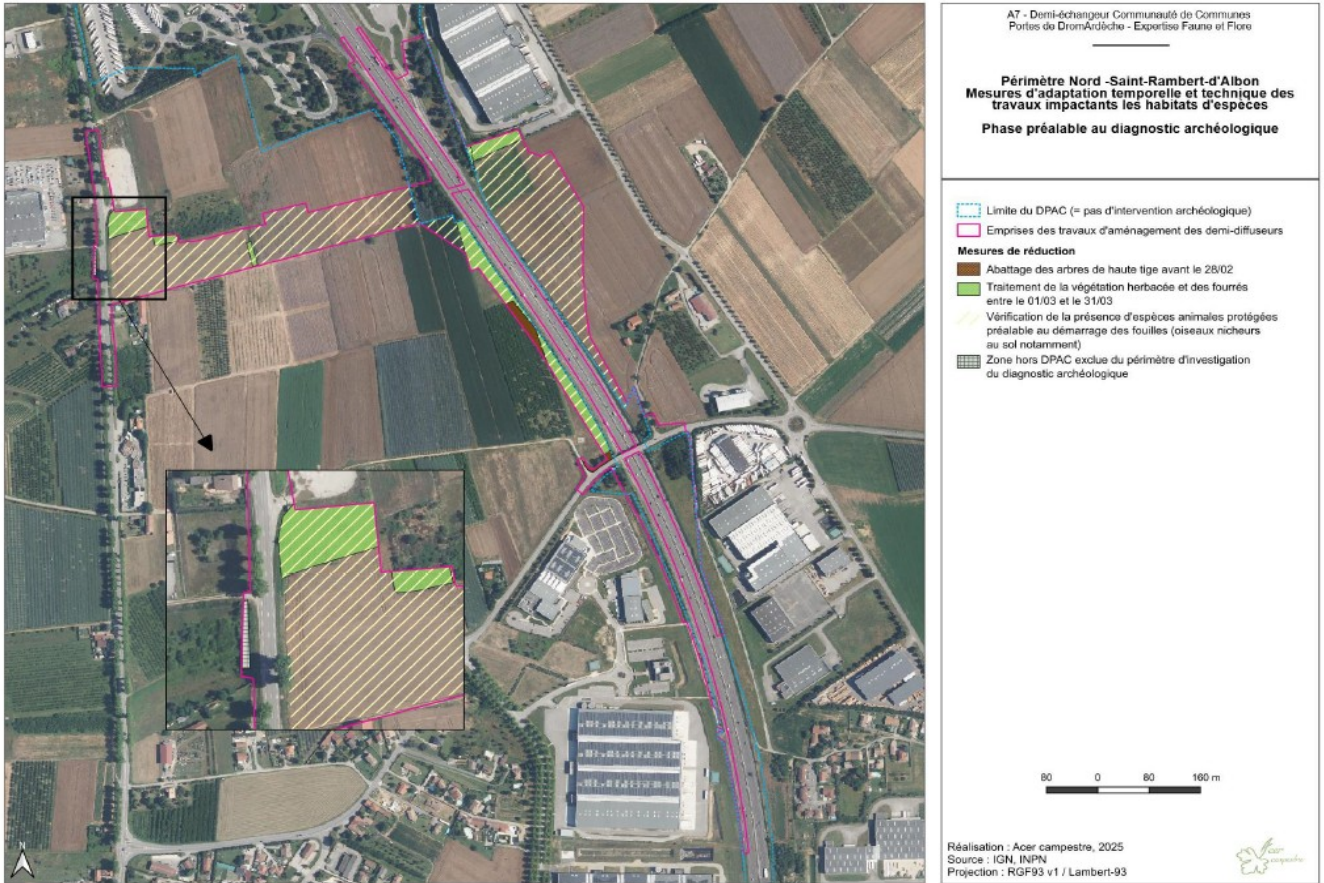 A7 - Demi-échangeur Communauté de Communes
Portes de DromArdèche - Expertise Faune et Flore
Périmètre Nord -Saint-Rambert-d'Albon
Mesures d'adaptation temporelle et technique des
travaux impactants les habitats d'espèces
Phase préalable au diagnostic archéologique
Limite du DPAC (= pas d'intervention archéologique)
Emprises des travaux d'aménagement des demi-diffuseurs
Mesures de réduction
Abattage des arbres de haute tige avant le 28/02
Traitement de la végétation herbacée et des fourrés
entre le 01/03 et le 31/03
Vérification de la présence d'espèces animales protégées
préalable au démarrage des fouilles (oiseaux nicheurs
au sol notamment)
Zone hors DPAC exclue du périmètre d'investigation
du diagnostic archéologique
80 0 80 160 m
Réalisation : Acer campestre, 2025
Source : IGN, INPN
Projection : RGF93 v1 / Lambert-93
acer
campestre
N